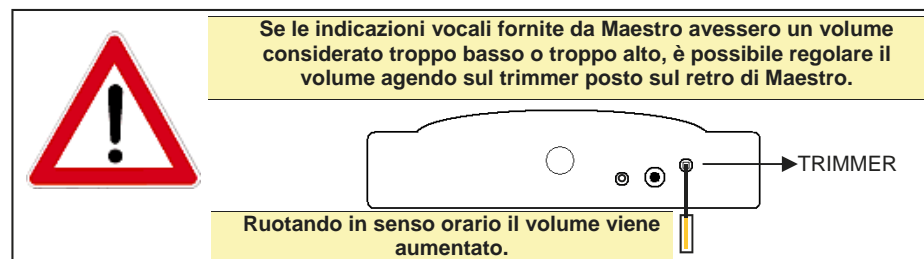 Se le indicazioni vocali fornite da Maestro avessero un volume
considerato troppo basso o troppo alto, è possibile regolare il
volume agendo sul trimmer posto sul retro di Maestro.
TRIMMER
Ruotando in senso orario il volume viene
aumentato.